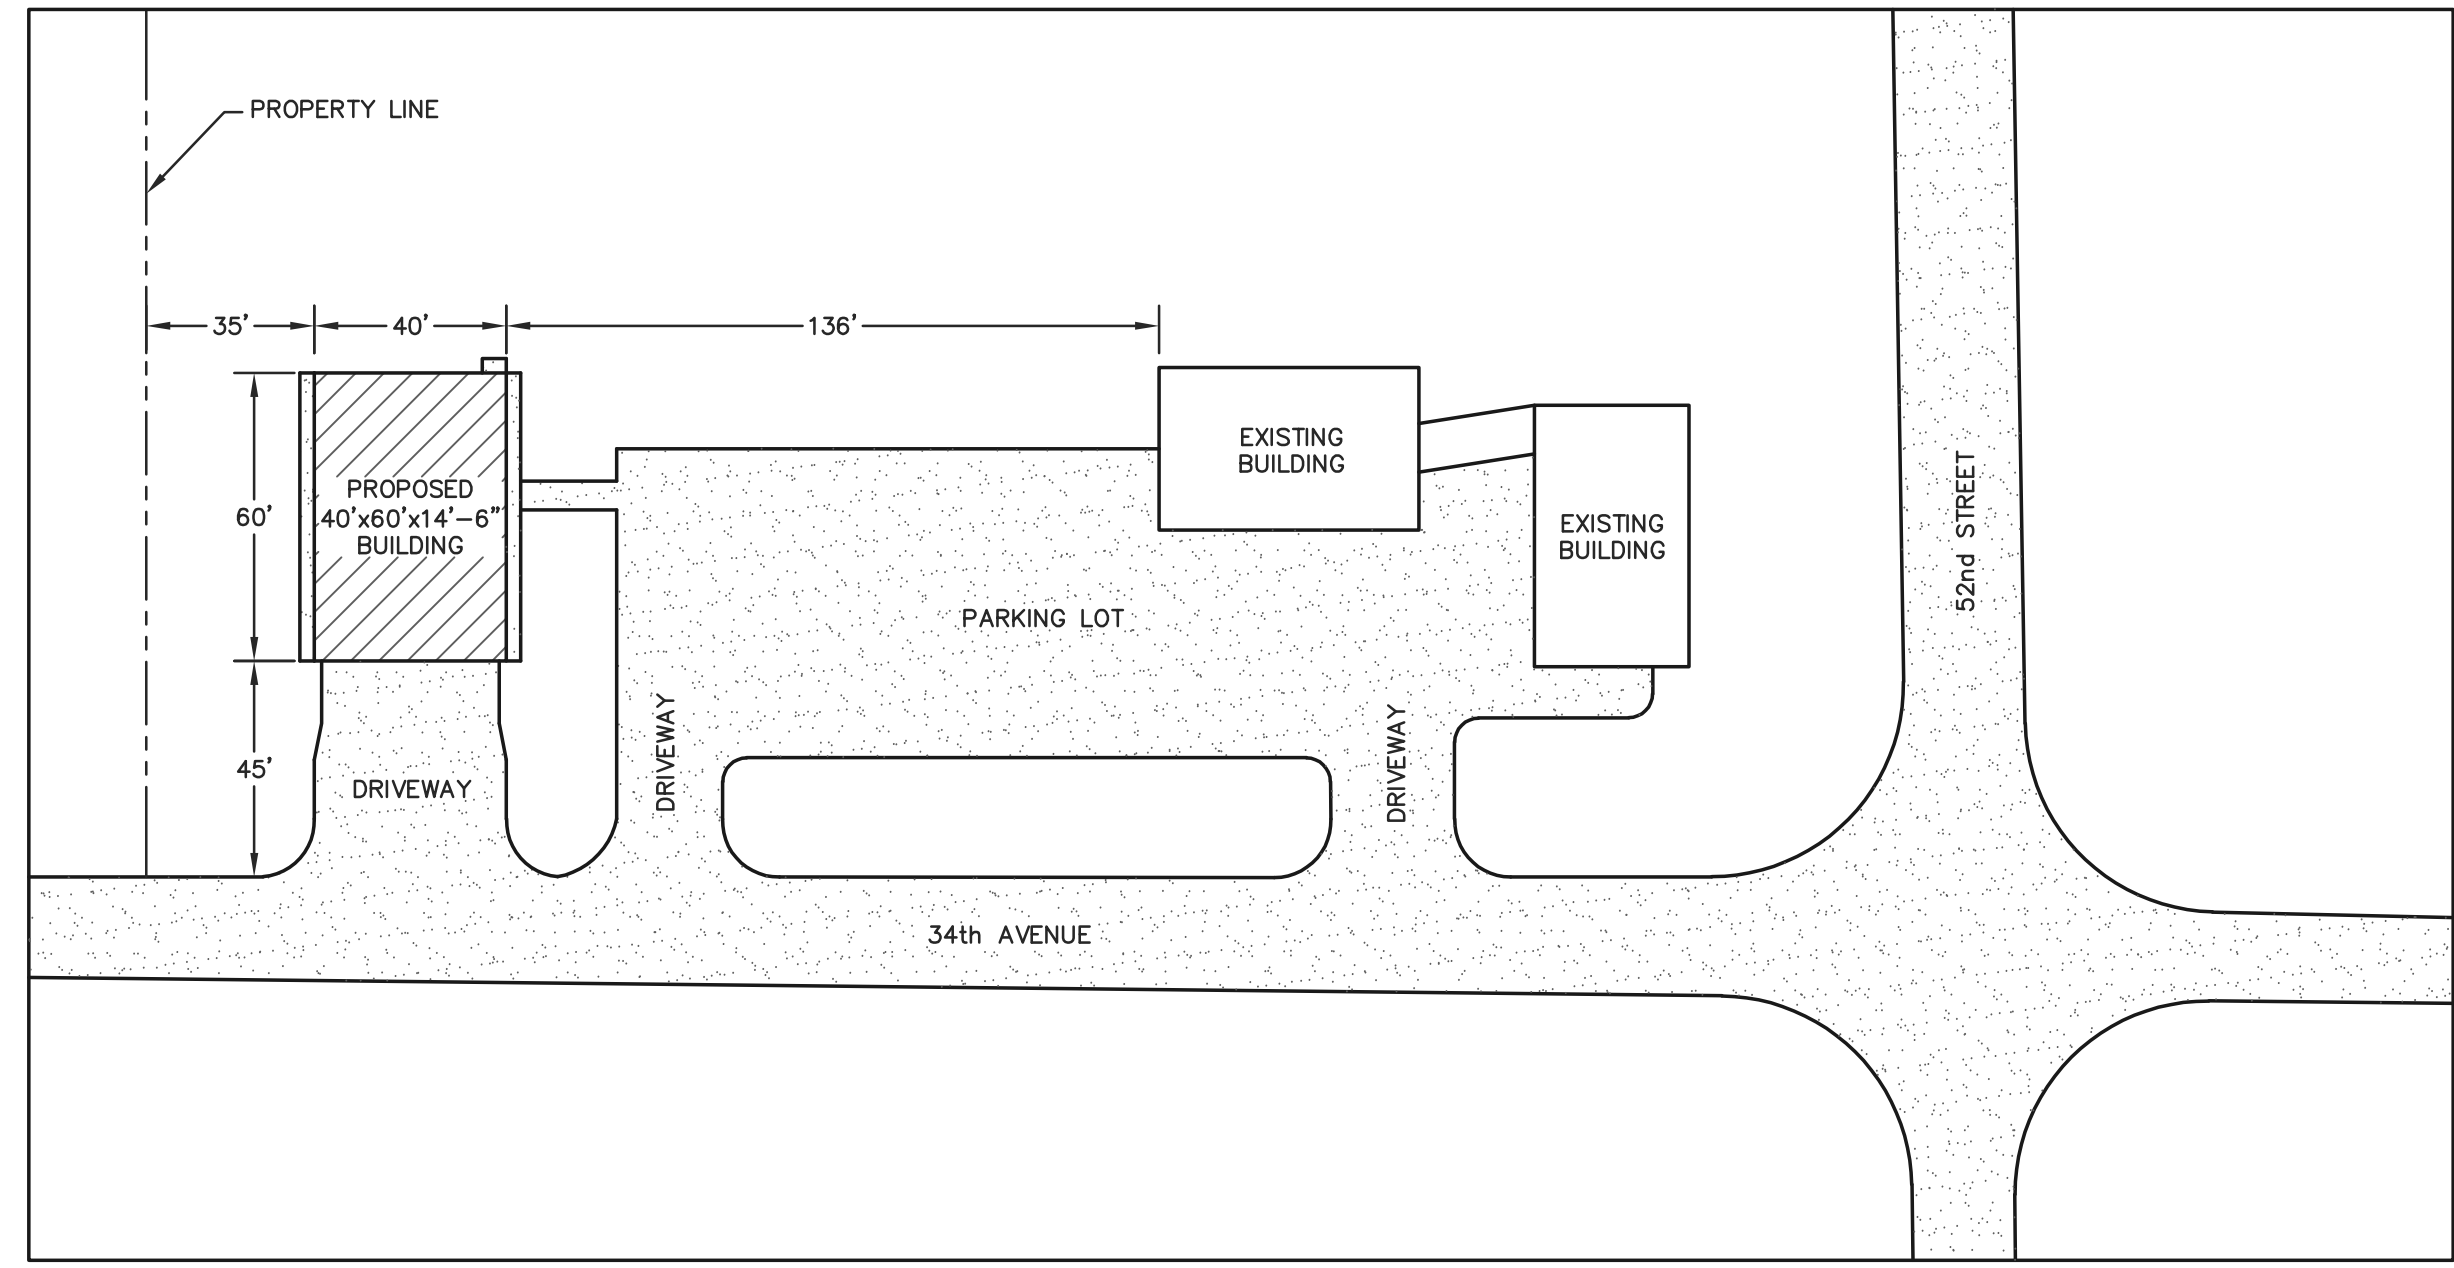 PROPERTY LINE
35'
40'
136'
EXISTING
BUILDING
PROPOSED
40'x60'x14'-6"
BUILDING
60'
EXISTING
BUILDING
52nd STREET
PARKING LOT
DRIVEWAY
DRIVEWAY
45'
DRIVEWAY
34th AVENUE